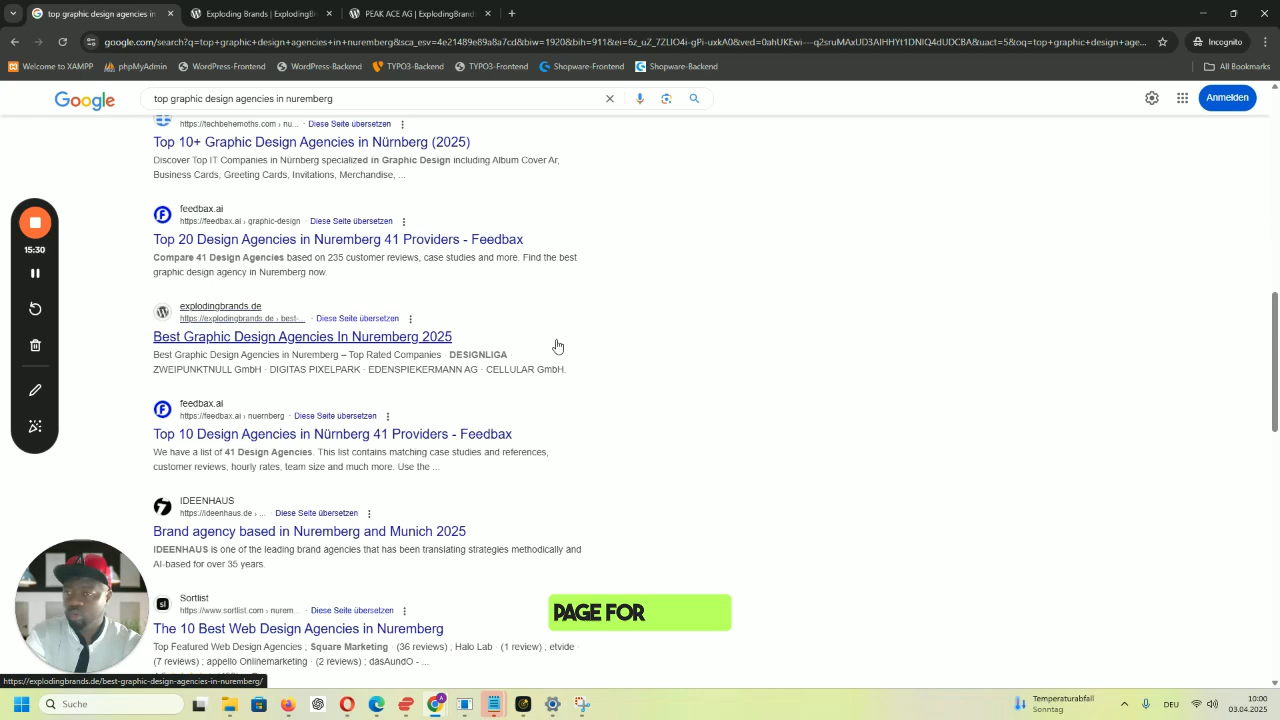 top graphic design agencies in
Exploding Brands | ExplodingB
PEAK ACE AG | ExplodingBrand
google.com/search?q=top+graphic+design+agencies+in+nuremberg&sca_esv=4e21489e89a8a7cd&biw=1920&bih=911&ei=6z_uZ_7ZLIO4i-gPi-uxkA0&ved=0ahUKEwi---q2sruMAxUD3AIHHYt1DNIQ4dUDCBA&uact=5&oq=top+graphic+design+age...
Incognito
Welcome to XAMPP
phpMyAdmin
WordPress-Frontend
WordPress-Backend
TYPO3-Backend
TYPO3-Frontend
Shopware-Frontend
Shopware-Backend
All Bookmarks
Google
top graphic design agencies in nuremberg
Anmelden
https://techbehemoths.com › nu... · Diese Seite übersetzen
Top 10+ Graphic Design Agencies in Nürnberg (2025)
Discover Top IT Companies in Nürnberg specialized in Graphic Design including Album Cover Ar,
Business Cards, Greeting Cards, Invitations, Merchandise, ...
feedbax.ai
https://feedbax.ai › graphic-design · Diese Seite übersetzen
Top 20 Design Agencies in Nuremberg 41 Providers - Feedbax
Compare 41 Design Agencies based on 235 customer reviews, case studies and more. Find the best
graphic design agency in Nuremberg now.
explodingbrands.de
https://explodingbrands.de › best-... · Diese Seite übersetzen
Best Graphic Design Agencies In Nuremberg 2025
Best Graphic Design Agencies in Nuremberg – Top Rated Companies · DESIGNLIGA ·
ZWEIPUNKTNULL GmbH · DIGITAS PIXELPARK · EDENSPIEKERMANN AG · CELLULAR GmbH.
feedbax.ai
https://feedbax.ai › nuernberg · Diese Seite übersetzen
Top 10 Design Agencies in Nürnberg 41 Providers - Feedbax
We have a list of 41 Design Agencies. This list contains matching case studies and references,
customer reviews, hourly rates, team size and much more. Use the ...
IDEENHAUS
https://ideenhaus.de › ... · Diese Seite übersetzen
Brand agency based in Nuremberg and Munich 2025
IDEENHAUS is one of the leading brand agencies that has been translating strategies methodically and
AI-based for over 35 years.
Sortlist
https://www.sortlist.com › nurem... · Diese Seite übersetzen
The 10 Best Web Design Agencies in Nuremberg
Top Featured Web Design Agencies ; Square Marketing · (36 reviews) ; Halo Lab · (1 review) ; etvide ·
(7 reviews) ; appello Onlinemarketing · (2 reviews) ; dasAundO - ...
15:30
PAGE FOR
https://explodingbrands.de/best-graphic-design-agencies-in-nuremberg/
Suche
Temperaturabfall
Sonntag
DEU
10:00
03.04.2025